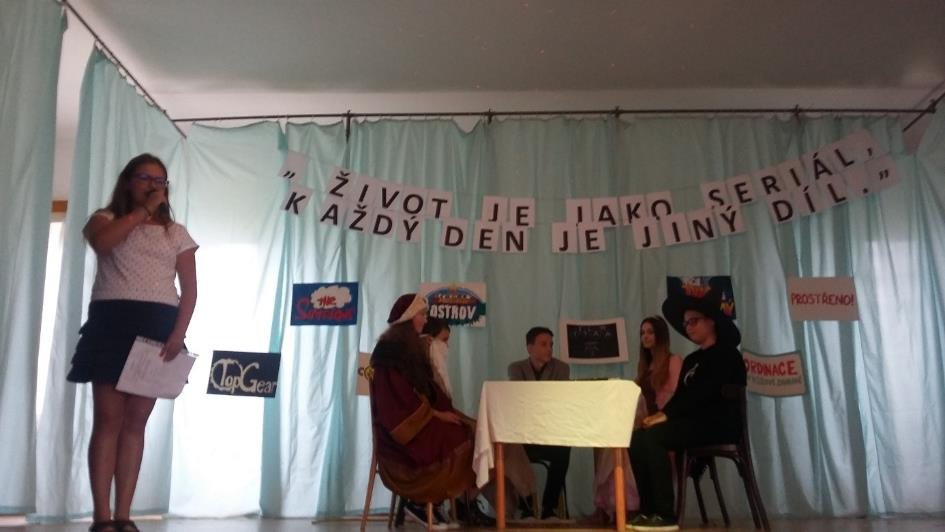 „ŽIVOT JE JAKO SERIÁL,
KAŽDÝ DEN JE JINÝ DÍL.”
THE
SIMPSONS
OSTROV
PROSTŘENO!
TopGear
ORDINACE